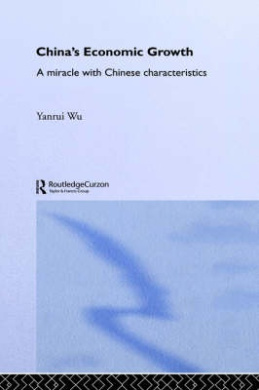 China's Economic Growth
A miracle with Chinese characteristics
Yanrui Wu
RoutledgeCurzon
Taylor & Francis Group